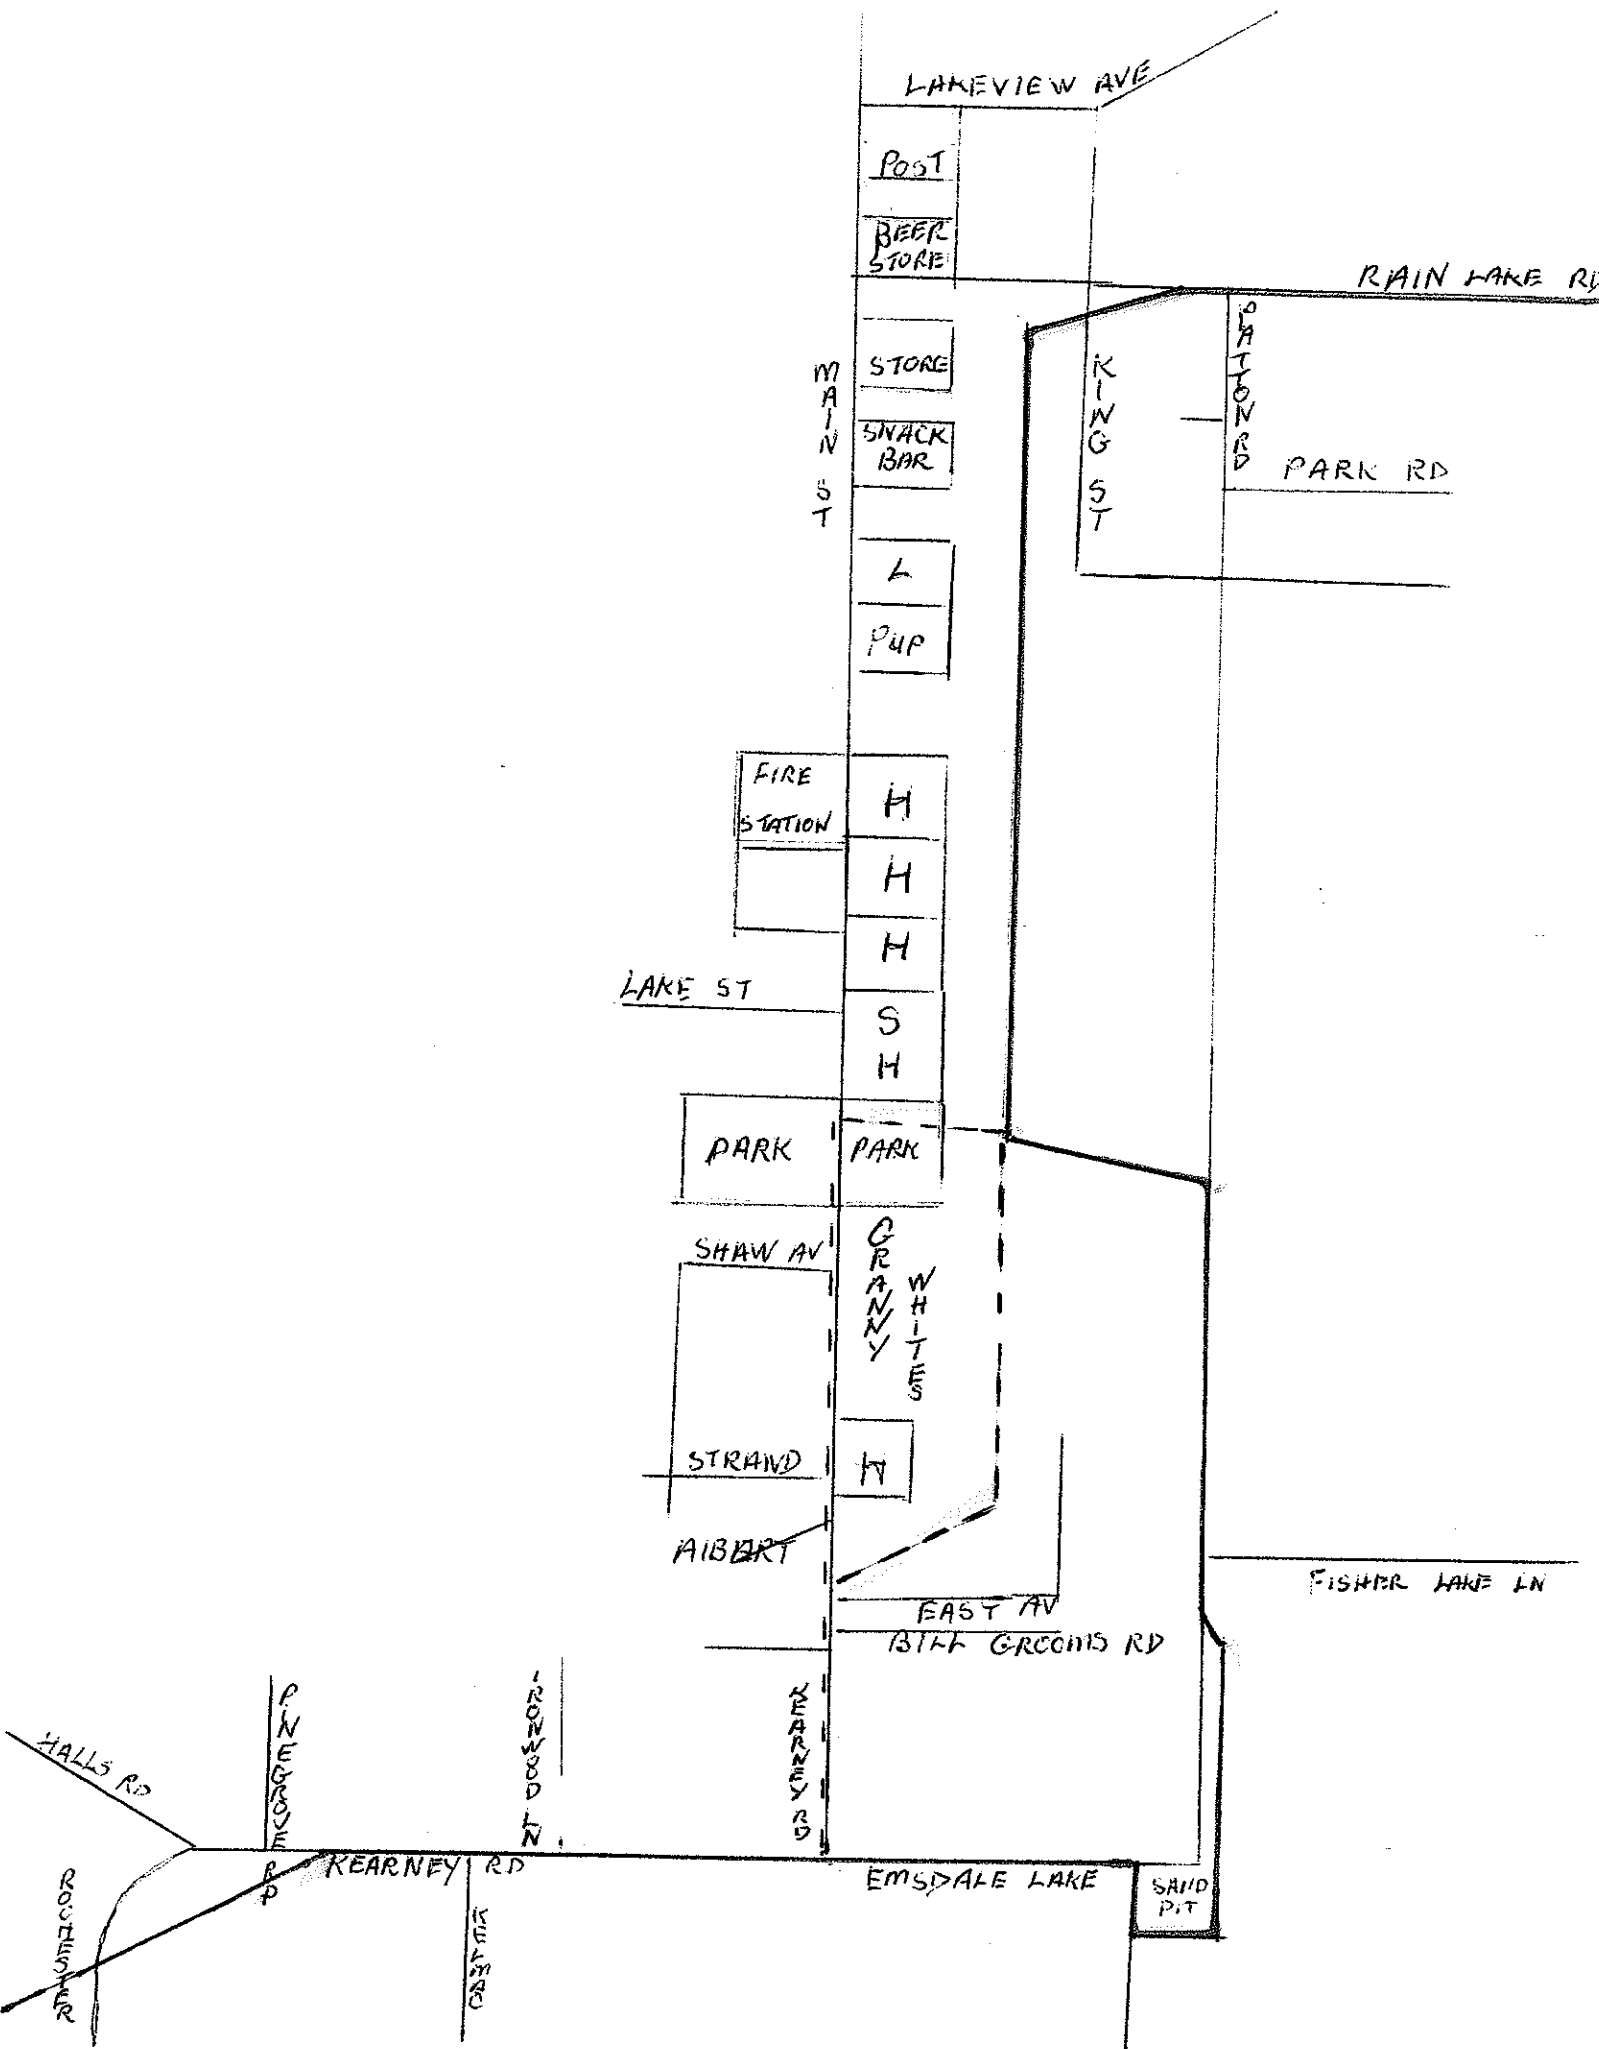 LAKEVIEW AVE
POST
BEER
STORE
RAIN LAKE RD
STORE
MAIN ST
KING ST
PATTON RD
SNACK
BAR
PARK RD
L
PUP
FIRE
STATION
H
H
H
LAKE ST
S
H
PARK
PARK
SHAW AV
GRANNY
WHITES
STRAND
H
AIBERT
FISHER LAKE LN
EAST AV
BILL GROOMS RD
PINEGROVE RD
IRONWOOD LN
KEARNEY RD
HALLS RD
KEARNEY RD
EMSDALE LAKE
SAND
PIT
ROCHESTER
KELMAC